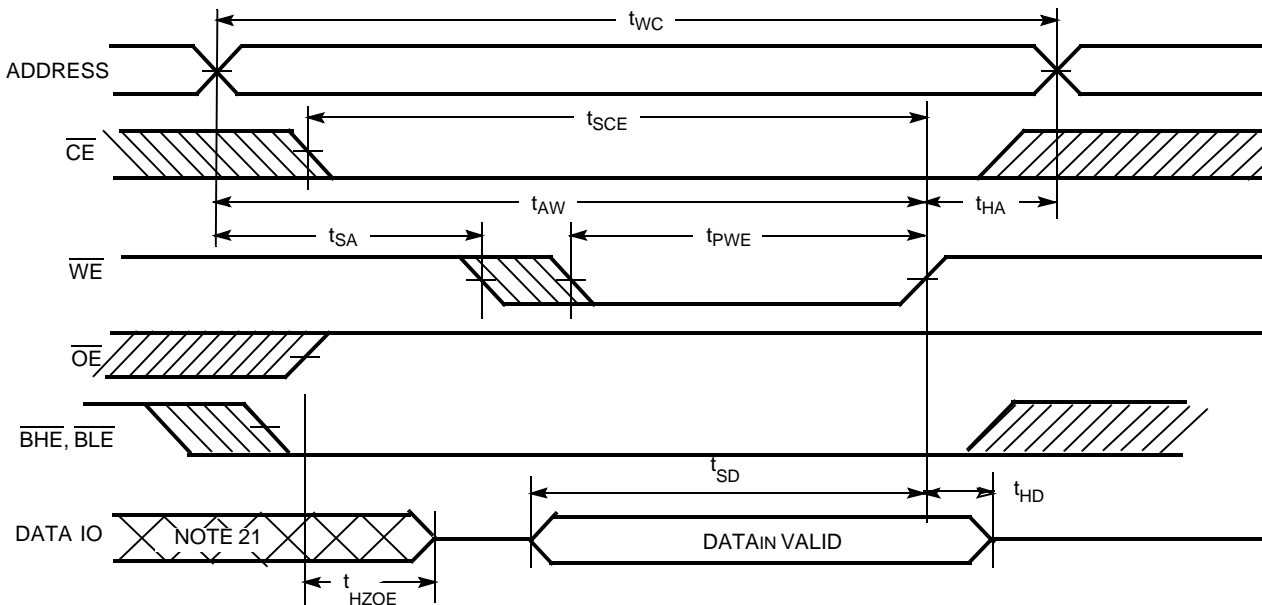 tWC
ADDRESS
tSCE
CE
tAW
tHA
tSA
tPWE
WE
OE
BHE, BLE
tSD
tHD
DATA IO
NOTE 21
DATAIN VALID
tHZOE